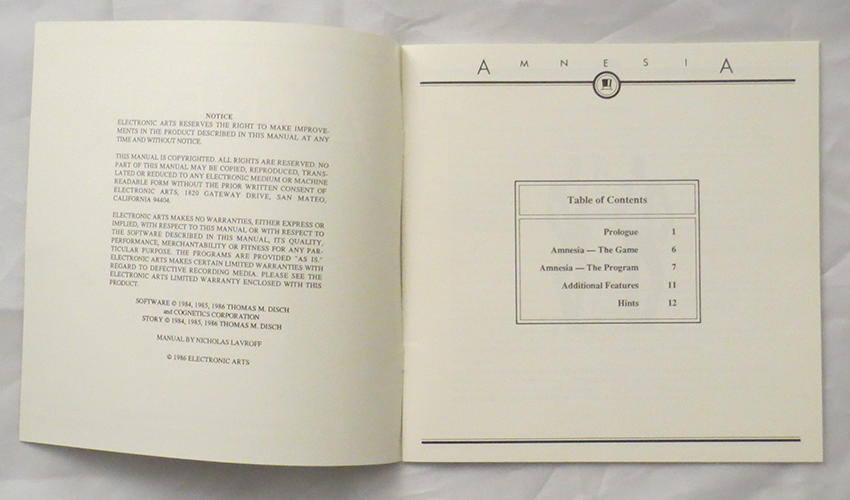 NOTICE
ELECTRONIC ARTS RESERVES THE RIGHT TO MAKE IMPROVE-
MENTS IN THE PRODUCT DESCRIBED IN THIS MANUAL AT ANY
TIME AND WITHOUT NOTICE.
THIS MANUAL IS COPYRIGHTED. ALL RIGHTS ARE RESERVED. NO
PART OF THIS MANUAL MAY BE COPIED, REPRODUCED, TRANS-
LATED OR REDUCED TO ANY ELECTRONIC MEDIUM OR MACHINE
READABLE FORM WITHOUT THE PRIOR WRITTEN CONSENT OF
ELECTRONIC ARTS, 1820 GATEWAY DRIVE, SAN MATEO,
CALIFORNIA 94404.
ELECTRONIC ARTS MAKES NO WARRANTIES, EITHER EXPRESS OR
IMPLIED, WITH RESPECT TO THIS MANUAL OR WITH RESPECT TO
THE SOFTWARE DESCRIBED IN THIS MANUAL, ITS QUALITY,
PERFORMANCE, MERCHANTABILITY OR FITNESS FOR ANY PAR-
TICULAR PURPOSE. THE PROGRAMS ARE PROVIDED "AS IS."
ELECTRONIC ARTS MAKES CERTAIN LIMITED WARRANTIES WITH
REGARD TO DEFECTIVE RECORDING MEDIA. PLEASE SEE THE
ELECTRONIC ARTS LIMITED WARRANTY ENCLOSED WITH THIS
PRODUCT.
SOFTWARE © 1984, 1985, 1986 THOMAS M. DISCH
and COGNETICS CORPORATION
STORY © 1984, 1985, 1986 THOMAS M. DISCH
MANUAL BY NICHOLAS LAVROFF
© 1986 ELECTRONIC ARTS
AMNESIA
Table of Contents
Prologue 1
Amnesia — The Game 6
Amnesia — The Program 7
Additional Features 11
Hints 12